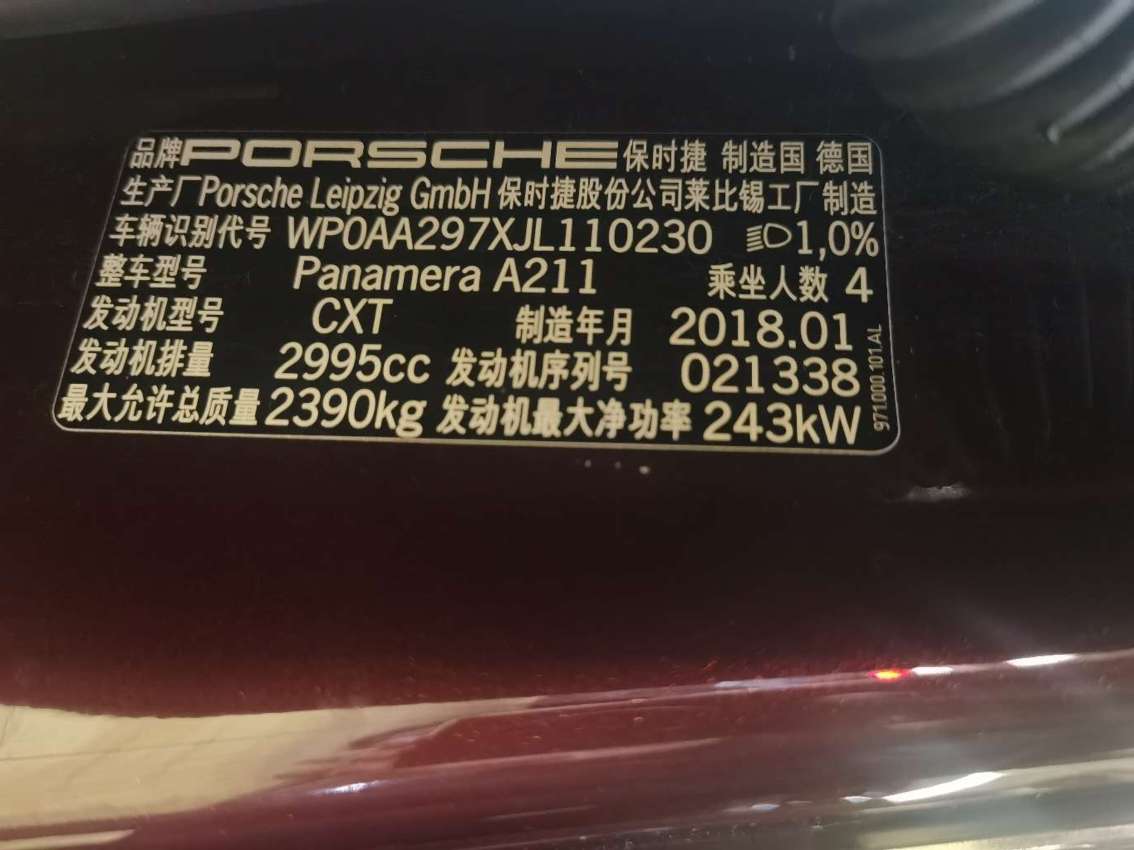 品牌PORSCHE保时捷 制造国 德国
生产厂Porsche Leipzig GmbH 保时捷股份公司莱比锡工厂 制造
车辆识别代号 WP0AA297XJL110230 1,0%
整车型号 Panamera A211 乘坐人数 4
发动机型号 CXT 制造年月 2018.01
发动机排量 2995cc 发动机序列号 021338
最大允许总质量 2390kg 发动机最大净功率 243kW
971000.101.AL